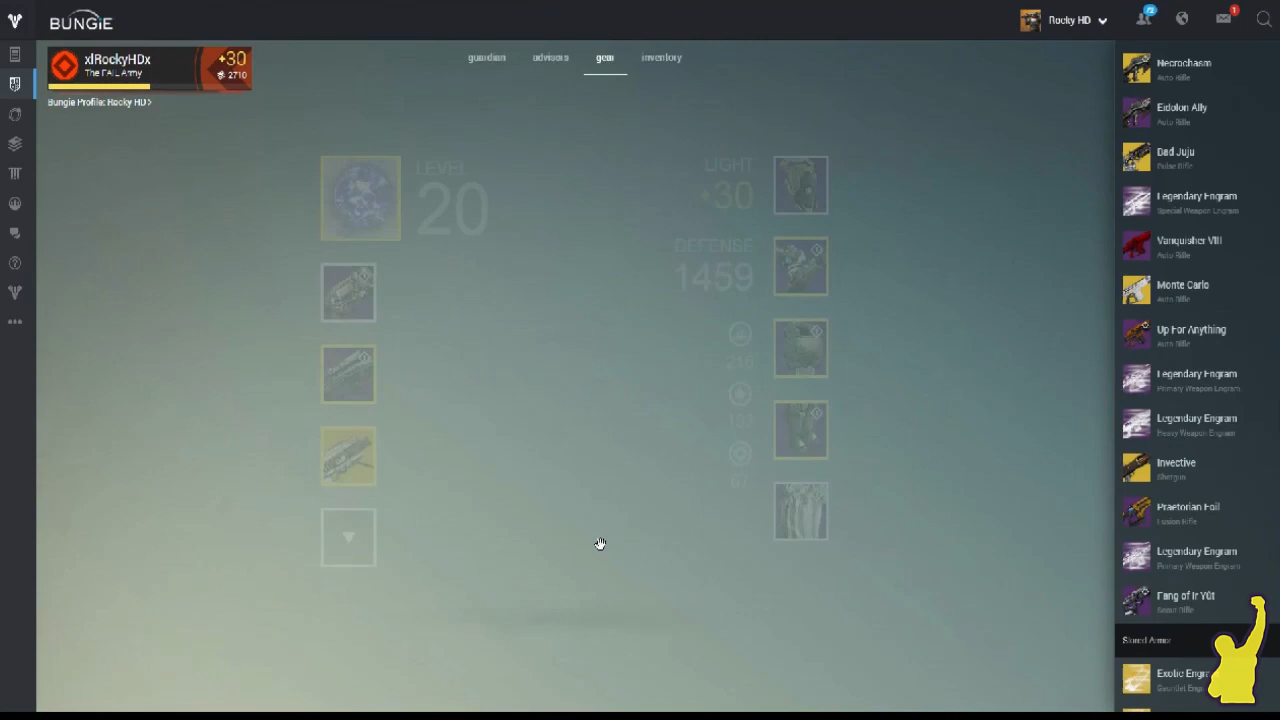 BUNGiE
Rocky HD
72
1
xlRockyHDx
The FAIL Army
+30
2710
Bungie Profile: Rocky HD >
guardian
advisors
gear
inventory
LEVEL
20
LIGHT
+30
DEFENSE
1459
Necrochasm
Auto Rifle
Eidolon Ally
Auto Rifle
Bad Juju
Pulse Rifle
Legendary Engram
Special Weapon Engram
Vanquisher VIII
Auto Rifle
Monte Carlo
Auto Rifle
Up For Anything
Auto Rifle
Legendary Engram
Primary Weapon Engram
Legendary Engram
Heavy Weapon Engram
Invective
Shotgun
Praetorian Foil
Fusion Rifle
Legendary Engram
Primary Weapon Engram
Fang of Ir Yût
Scout Rifle
Stored Armor